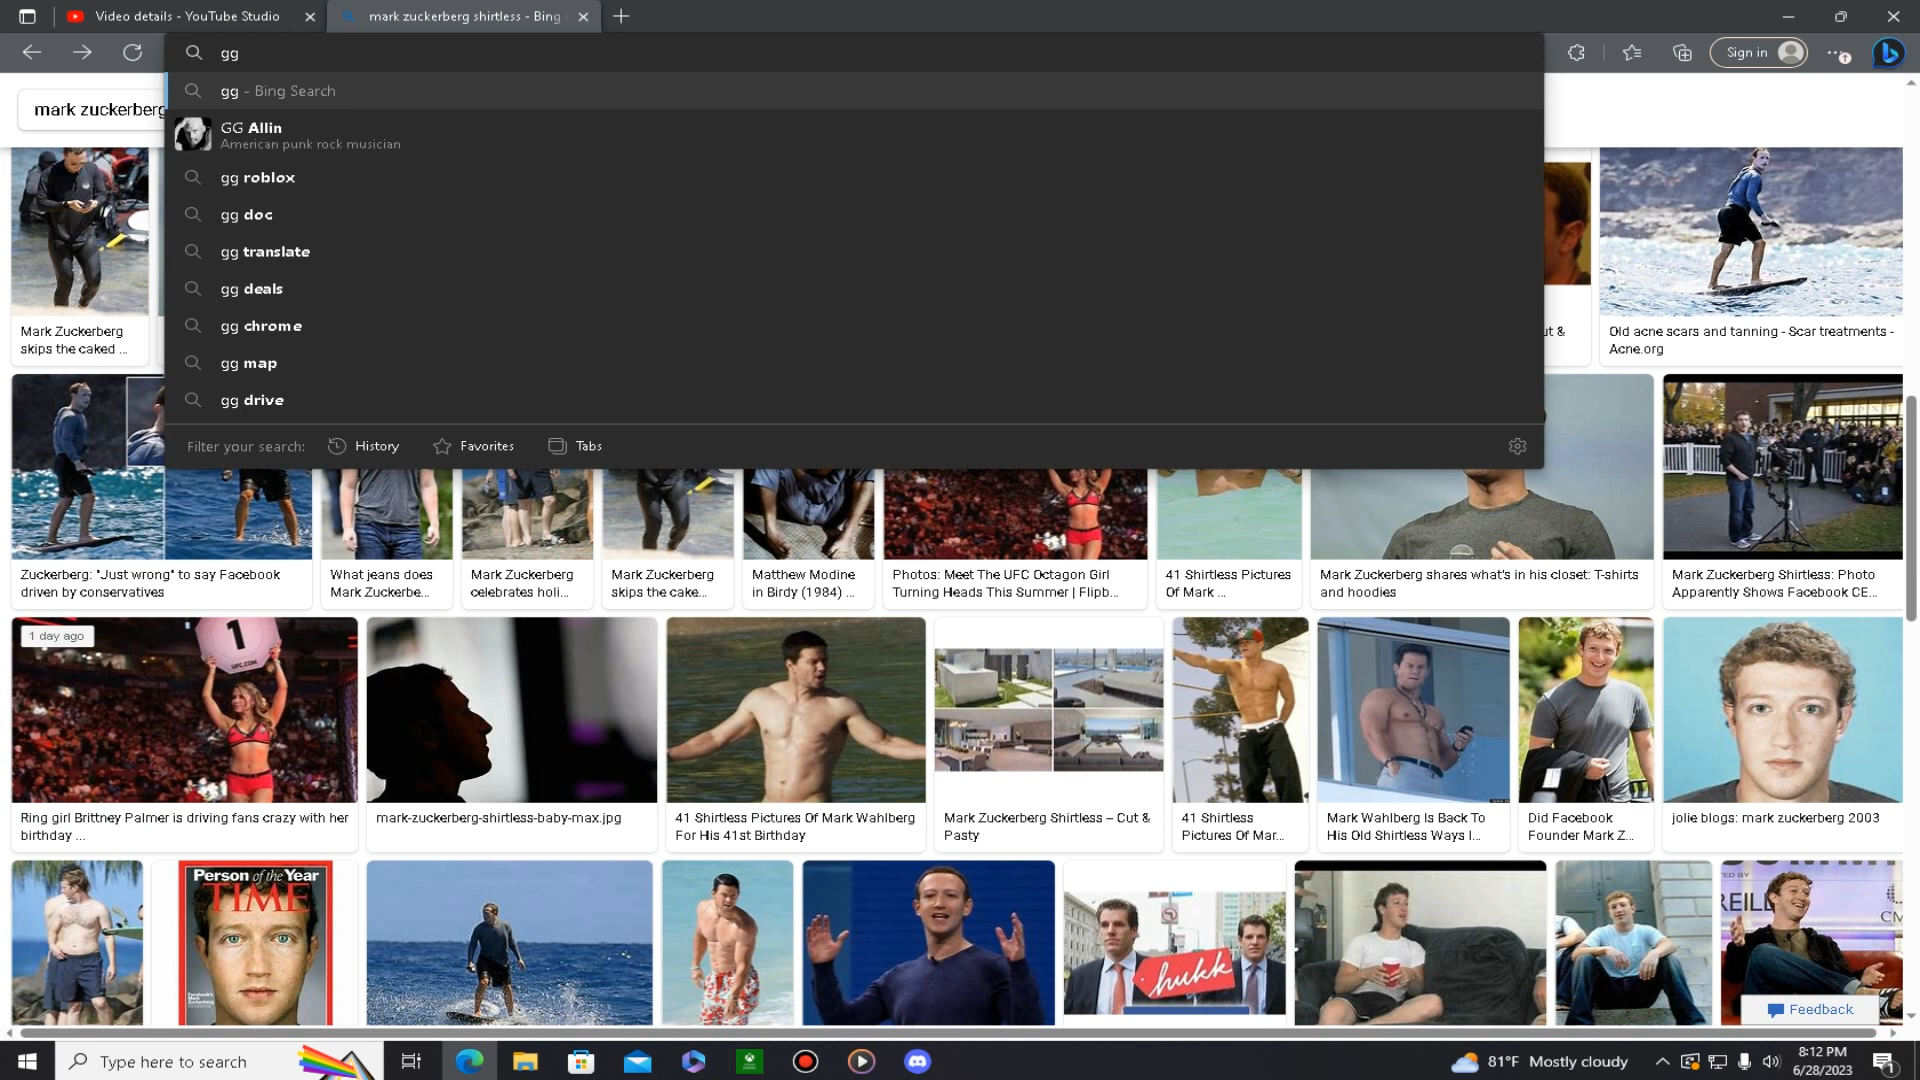 Video details - YouTube Studio
mark zuckerberg shirtless - Bing
gg
Sign in
gg - Bing Search
mark zuckerberg
GG Allin
American punk rock musician
gg roblox
gg doc
gg translate
gg deals
gg chrome
gg map
gg drive
Filter your search:
History
Favorites
Tabs
Mark Zuckerberg
skips the caked ...
ut &
Old acne scars and tanning - Scar treatments -
Acne.org
Zuckerberg: "Just wrong" to say Facebook
driven by conservatives
What jeans does
Mark Zuckerbe...
Mark Zuckerberg
celebrates holi...
Mark Zuckerberg
skips the cake...
Matthew Modine
in Birdy (1984) ...
Photos: Meet The UFC Octagon Girl
Turning Heads This Summer | Flipb...
41 Shirtless Pictures
Of Mark ...
Mark Zuckerberg shares what's in his closet: T-shirts
and hoodies
Mark Zuckerberg Shirtless: Photo
Apparently Shows Facebook CE...
1 day ago
1
UFC.COM
Ring girl Brittney Palmer is driving fans crazy with her
birthday ...
mark-zuckerberg-shirtless-baby-max.jpg
41 Shirtless Pictures Of Mark Wahlberg
For His 41st Birthday
Mark Zuckerberg Shirtless – Cut &
Pasty
41 Shirtless
Pictures Of Mar...
Mark Wahlberg Is Back To
His Old Shirtless Ways I...
Did Facebook
Founder Mark Z...
jolie blogs: mark zuckerberg 2003
Person of the Year
TIME
hukk
REILL
CM
Feedback
Type here to search
81°F Mostly cloudy
8:12 PM
6/28/2023
1